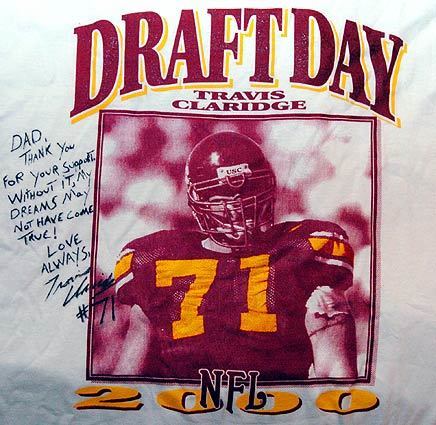 DRAFT DAY
TRAVIS
CLARIDGE
DAD,
THANK YOU
FOR YOUR SUPPORT.
WITHOUT IT, MY
DREAMS MAY
NOT HAVE COME
TRUE!
LOVE
ALWAYS,
#71
USC
71
NFL
2000